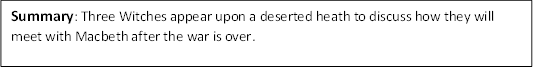 Summary: Three Witches appear upon a deserted heath to discuss how they will
meet with Macbeth after the war is over.